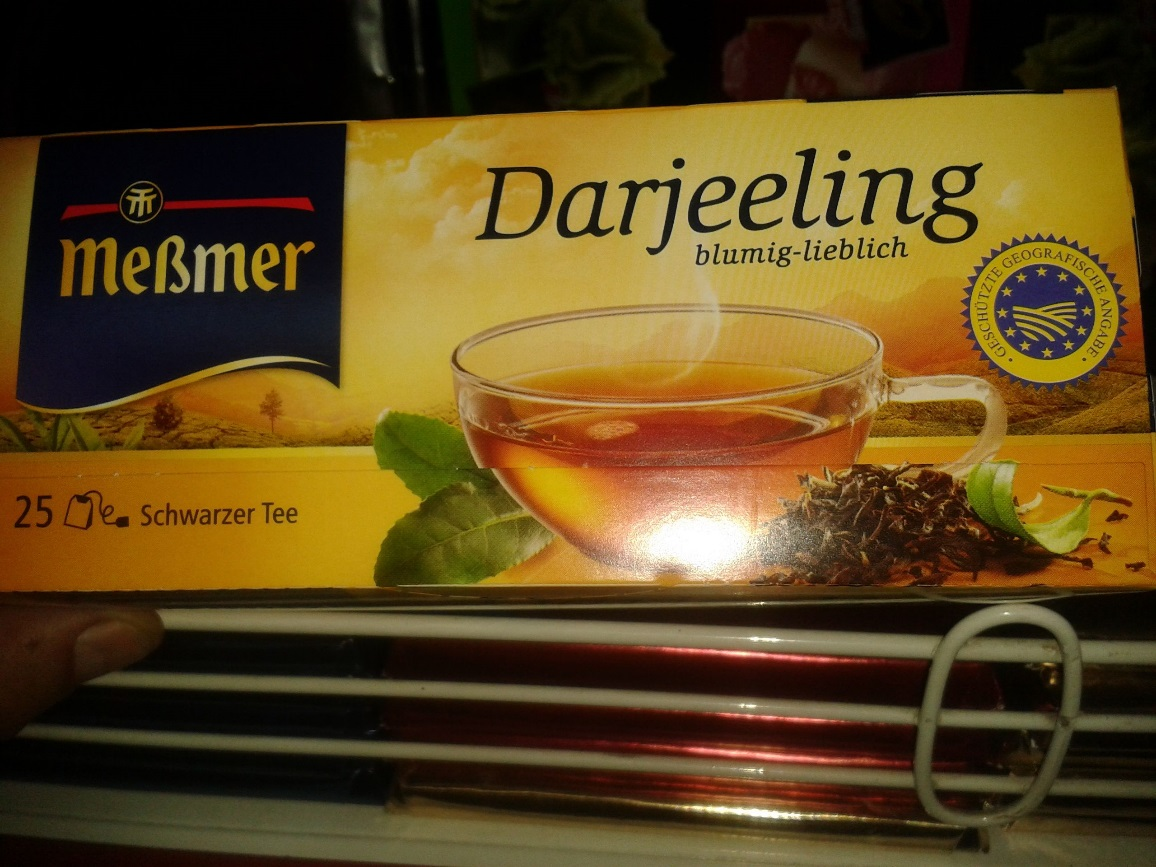 Darjeeling
blumig-lieblich
Meßmer
· GESCHÜTZTE GEOGRAFISCHE ANGABE ·
25 Schwarzer Tee